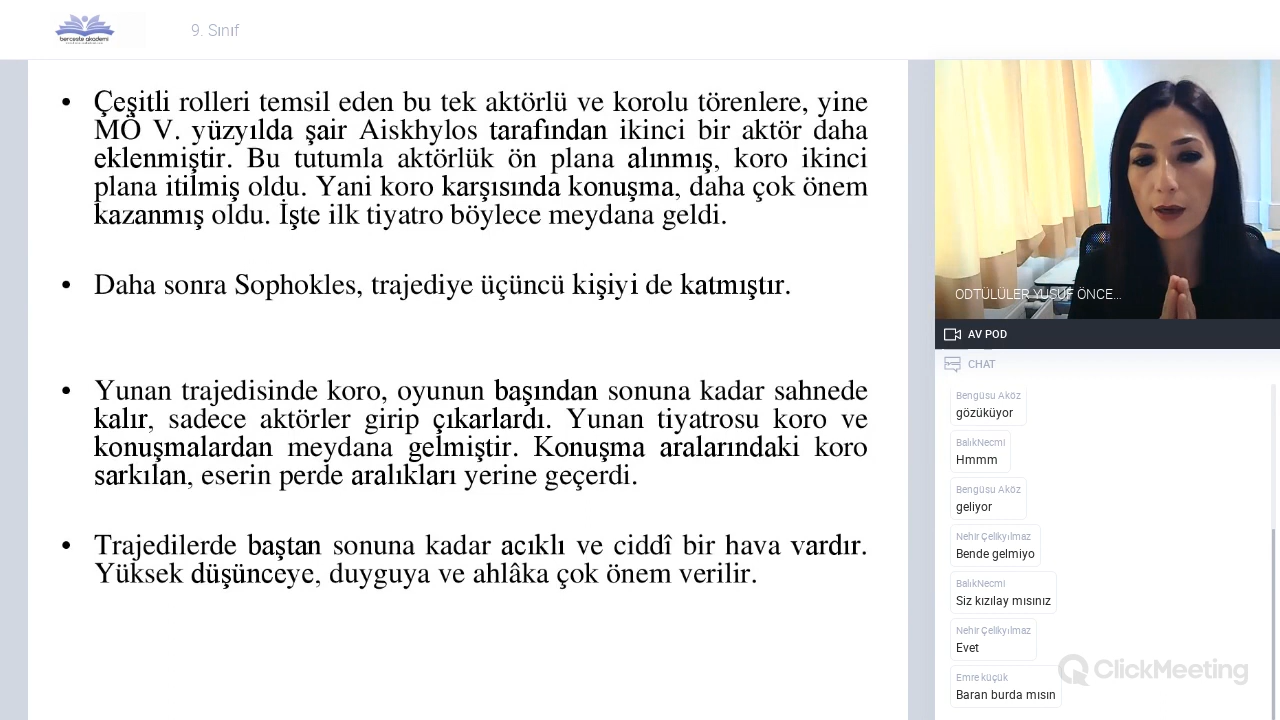 berceste akademi
9. Sınıf
• Çeşitli rolleri temsil eden bu tek aktörlü ve korolu törenlere, yine
MÖ V. yüzyılda şair Aiskhylos tarafından ikinci bir aktör daha
eklenmiştir. Bu tutumla aktörlük ön plana alınmış, koro ikinci
plana itilmiş oldu. Yani koro karşısında konuşma, daha çok önem
kazanmış oldu. İşte ilk tiyatro böylece meydana geldi.
• Daha sonra Sophokles, trajediye üçüncü kişiyi de katmıştır.
• Yunan trajedisinde koro, oyunun başından sonuna kadar sahnede
kalır, sadece aktörler girip çıkarlardı. Yunan tiyatrosu koro ve
konuşmalardan meydana gelmiştir. Konuşma aralarındaki koro
sarkılan, eserin perde aralıkları yerine geçerdi.
• Trajedilerde baştan sonuna kadar acıklı ve ciddî bir hava vardır.
Yüksek düşünceye, duyguya ve ahlâka çok önem verilir.
ODTÜLÜLER YUSUF ÖNCE...
AV POD
CHAT
Bengüsu Aköz
gözüküyor
BalıkNecmi
Hmmm
Bengüsu Aköz
geliyor
Nehir Çelikyılmaz
Bende gelmiyo
BalıkNecmi
Siz kızılay mısınız
Nehir Çelikyılmaz
Evet
Emre küçük
Baran burda mısın
ClickMeeting